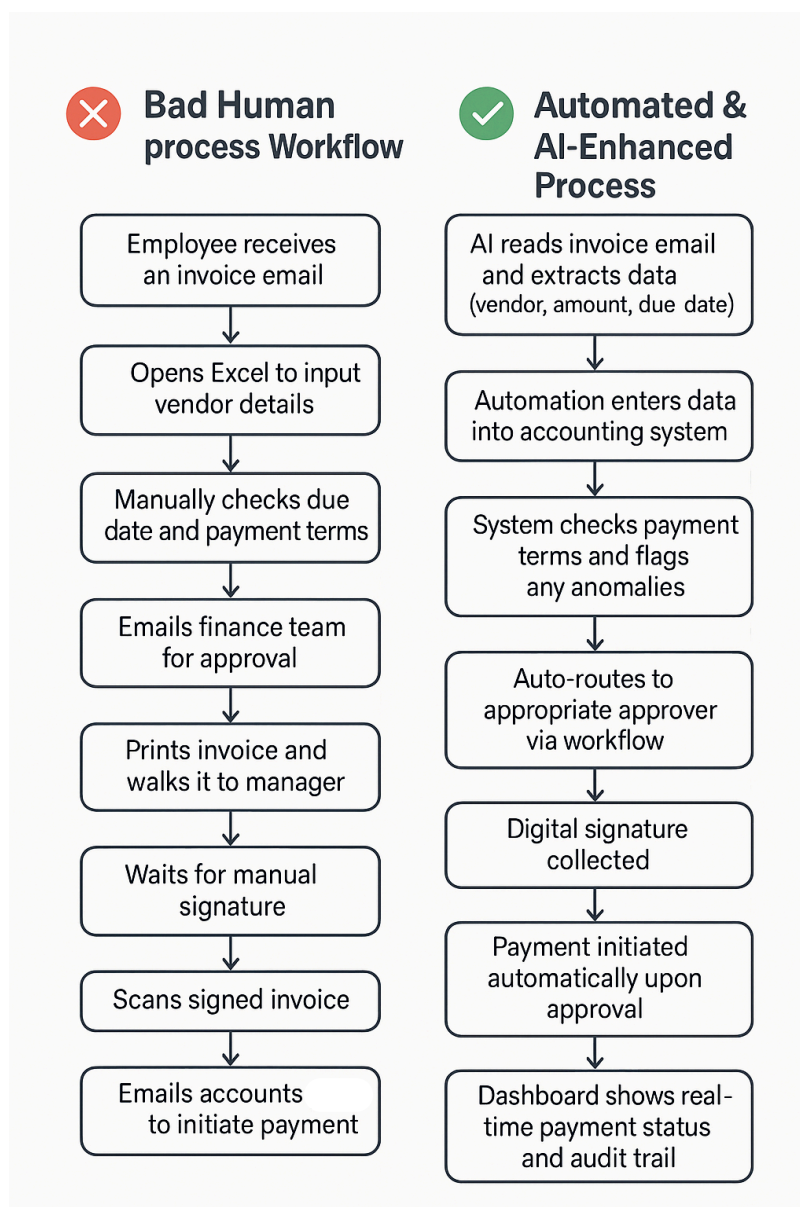 Bad Human
process Workflow
Employee receives
an invoice email
Opens Excel to input
vendor details
Manually checks due
date and payment terms
Emails finance team
for approval
Prints invoice and
walks it to manager
Waits for manual
signature
Scans signed invoice
Emails accounts
to initiate payment
Automated &
AI-Enhanced
Process
AI reads invoice email
and extracts data
(vendor, amount, due date)
Automation enters data
into accounting system
System checks payment
terms and flags
any anomalies
Auto-routes to
appropriate approver
via workflow
Digital signature
collected
Payment initiated
automatically upon
approval
Dashboard shows real-
time payment status
and audit trail